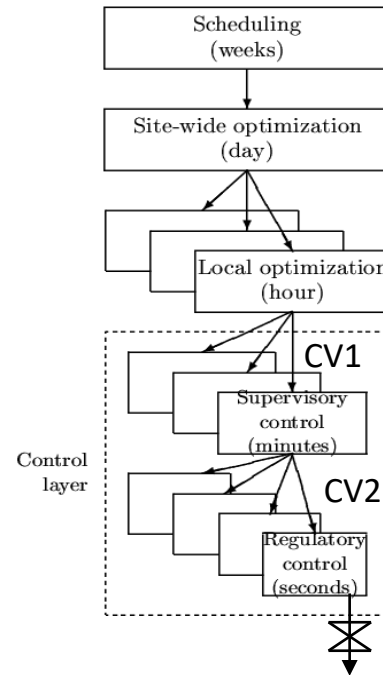 Scheduling
(weeks)
Site-wide optimization
(day)
Local optimization
(hour)
CV1
Supervisory
control
(minutes)
Control
layer
CV2
Regulatory
control
(seconds)